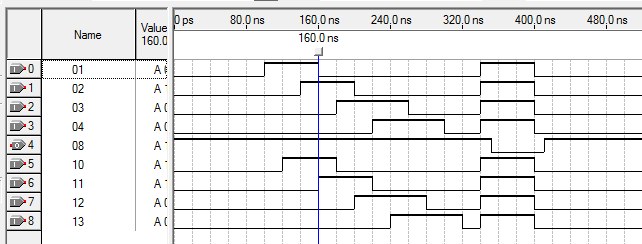 0 ps 80.0 ns 160.0 ns 240.0 ns 320.0 ns 400.0 ns 480.0 ns
Name Value
160.0
160.0 ns
0 01 A
1 02 A 1
2 03 A 0
3 04 A 0
4 08 A 1
5 10 A 1
6 11 A 1
7 12 A 0
8 13 A 0